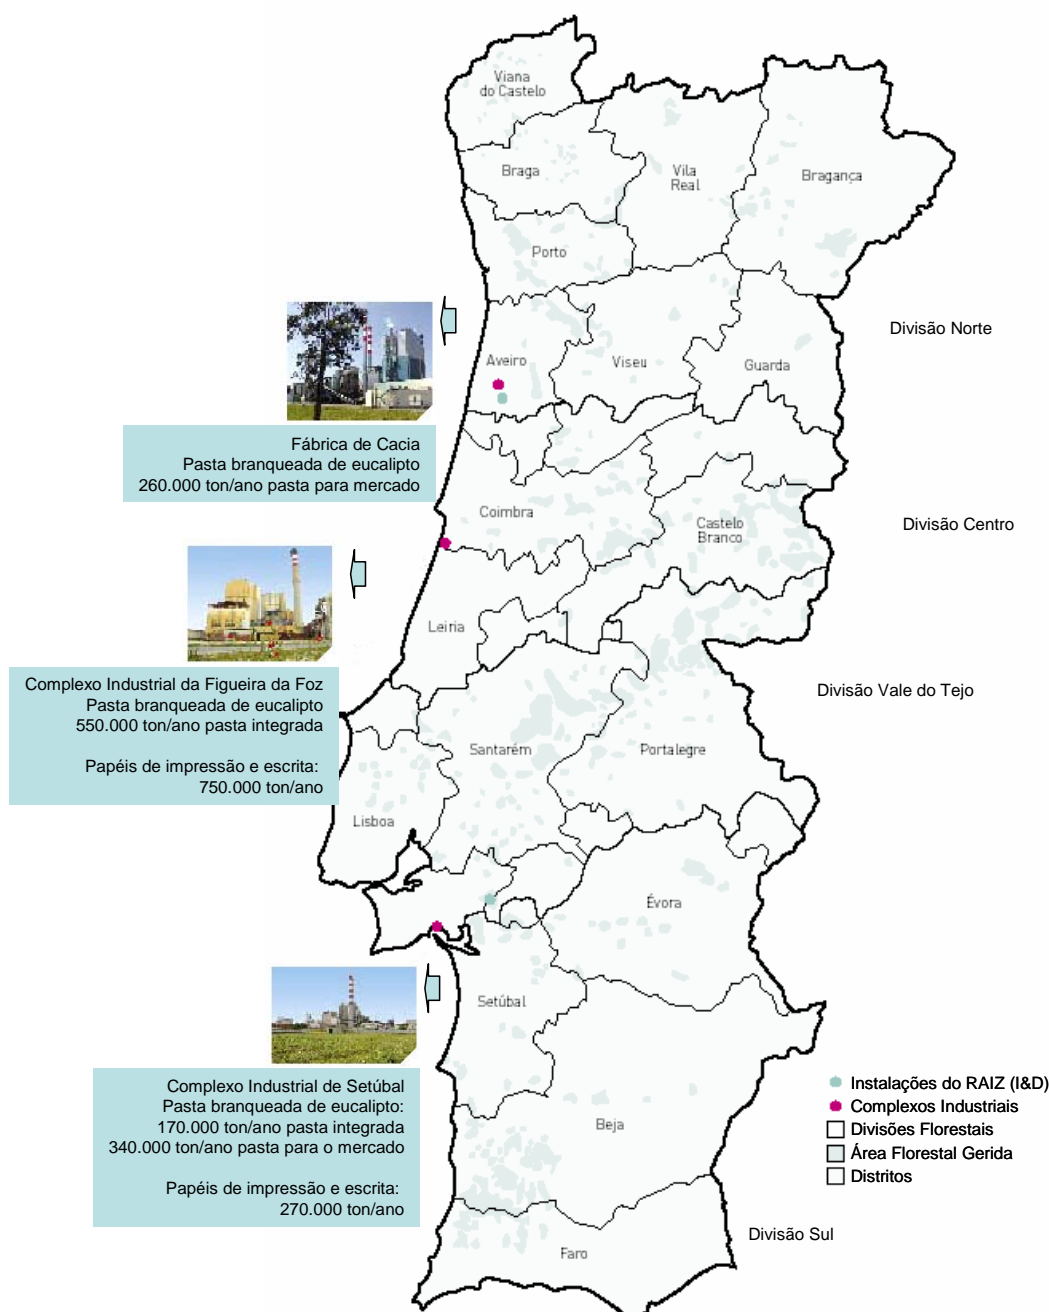 Viana
do Castelo
Braga
Vila
Real
Bragança
Porto
Divisão Norte
Aveiro
Viseu
Guarda
Fábrica de Cacia
Pasta branqueada de eucalipto
260.000 ton/ano pasta para mercado
Coimbra
Castelo
Branco
Divisão Centro
Leiria
Complexo Industrial da Figueira da Foz
Pasta branqueada de eucalipto
550.000 ton/ano pasta integrada
Papéis de impressão e escrita:
750.000 ton/ano
Divisão Vale do Tejo
Santarém
Portalegre
Lisboa
Évora
Setúbal
Complexo Industrial de Setúbal
Pasta branqueada de eucalipto:
170.000 ton/ano pasta integrada
340.000 ton/ano pasta para o mercado
Papéis de impressão e escrita:
270.000 ton/ano
Beja
Instalações do RAIZ (I&D)
Complexos Industriais
Divisões Florestais
Área Florestal Gerida
Distritos
Divisão Sul
Faro